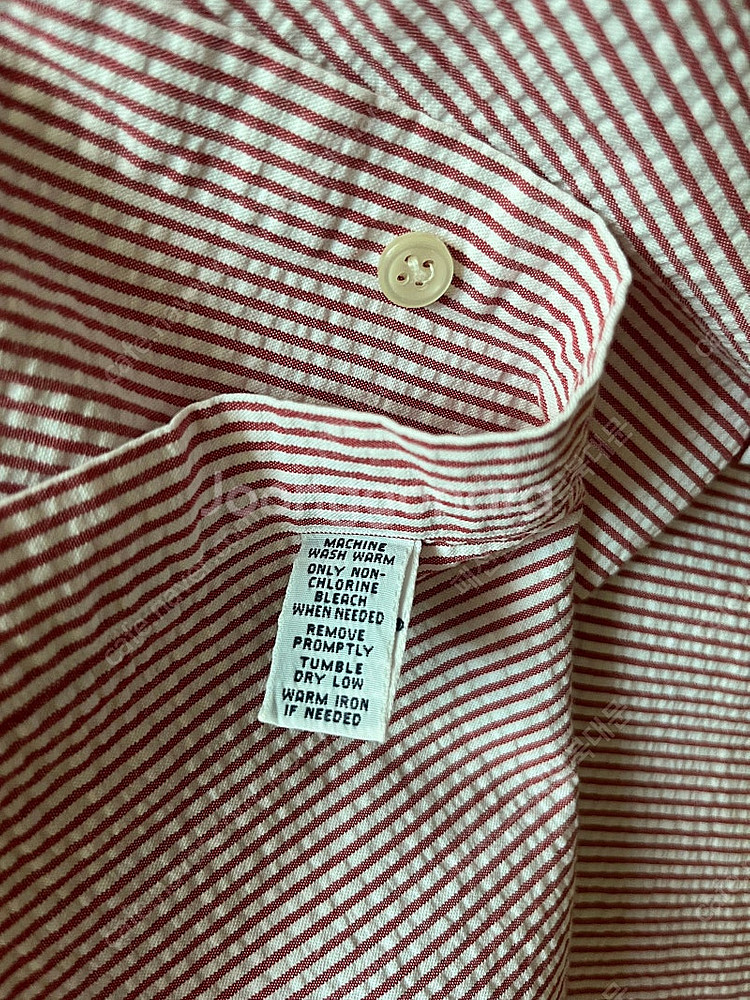 MACHINE
WASH WARM
ONLY NON-
CHLORINE
BLEACH
WHEN NEEDED
REMOVE
PROMPTLY
TUMBLE
DRY LOW
WARM IRON
IF NEEDED